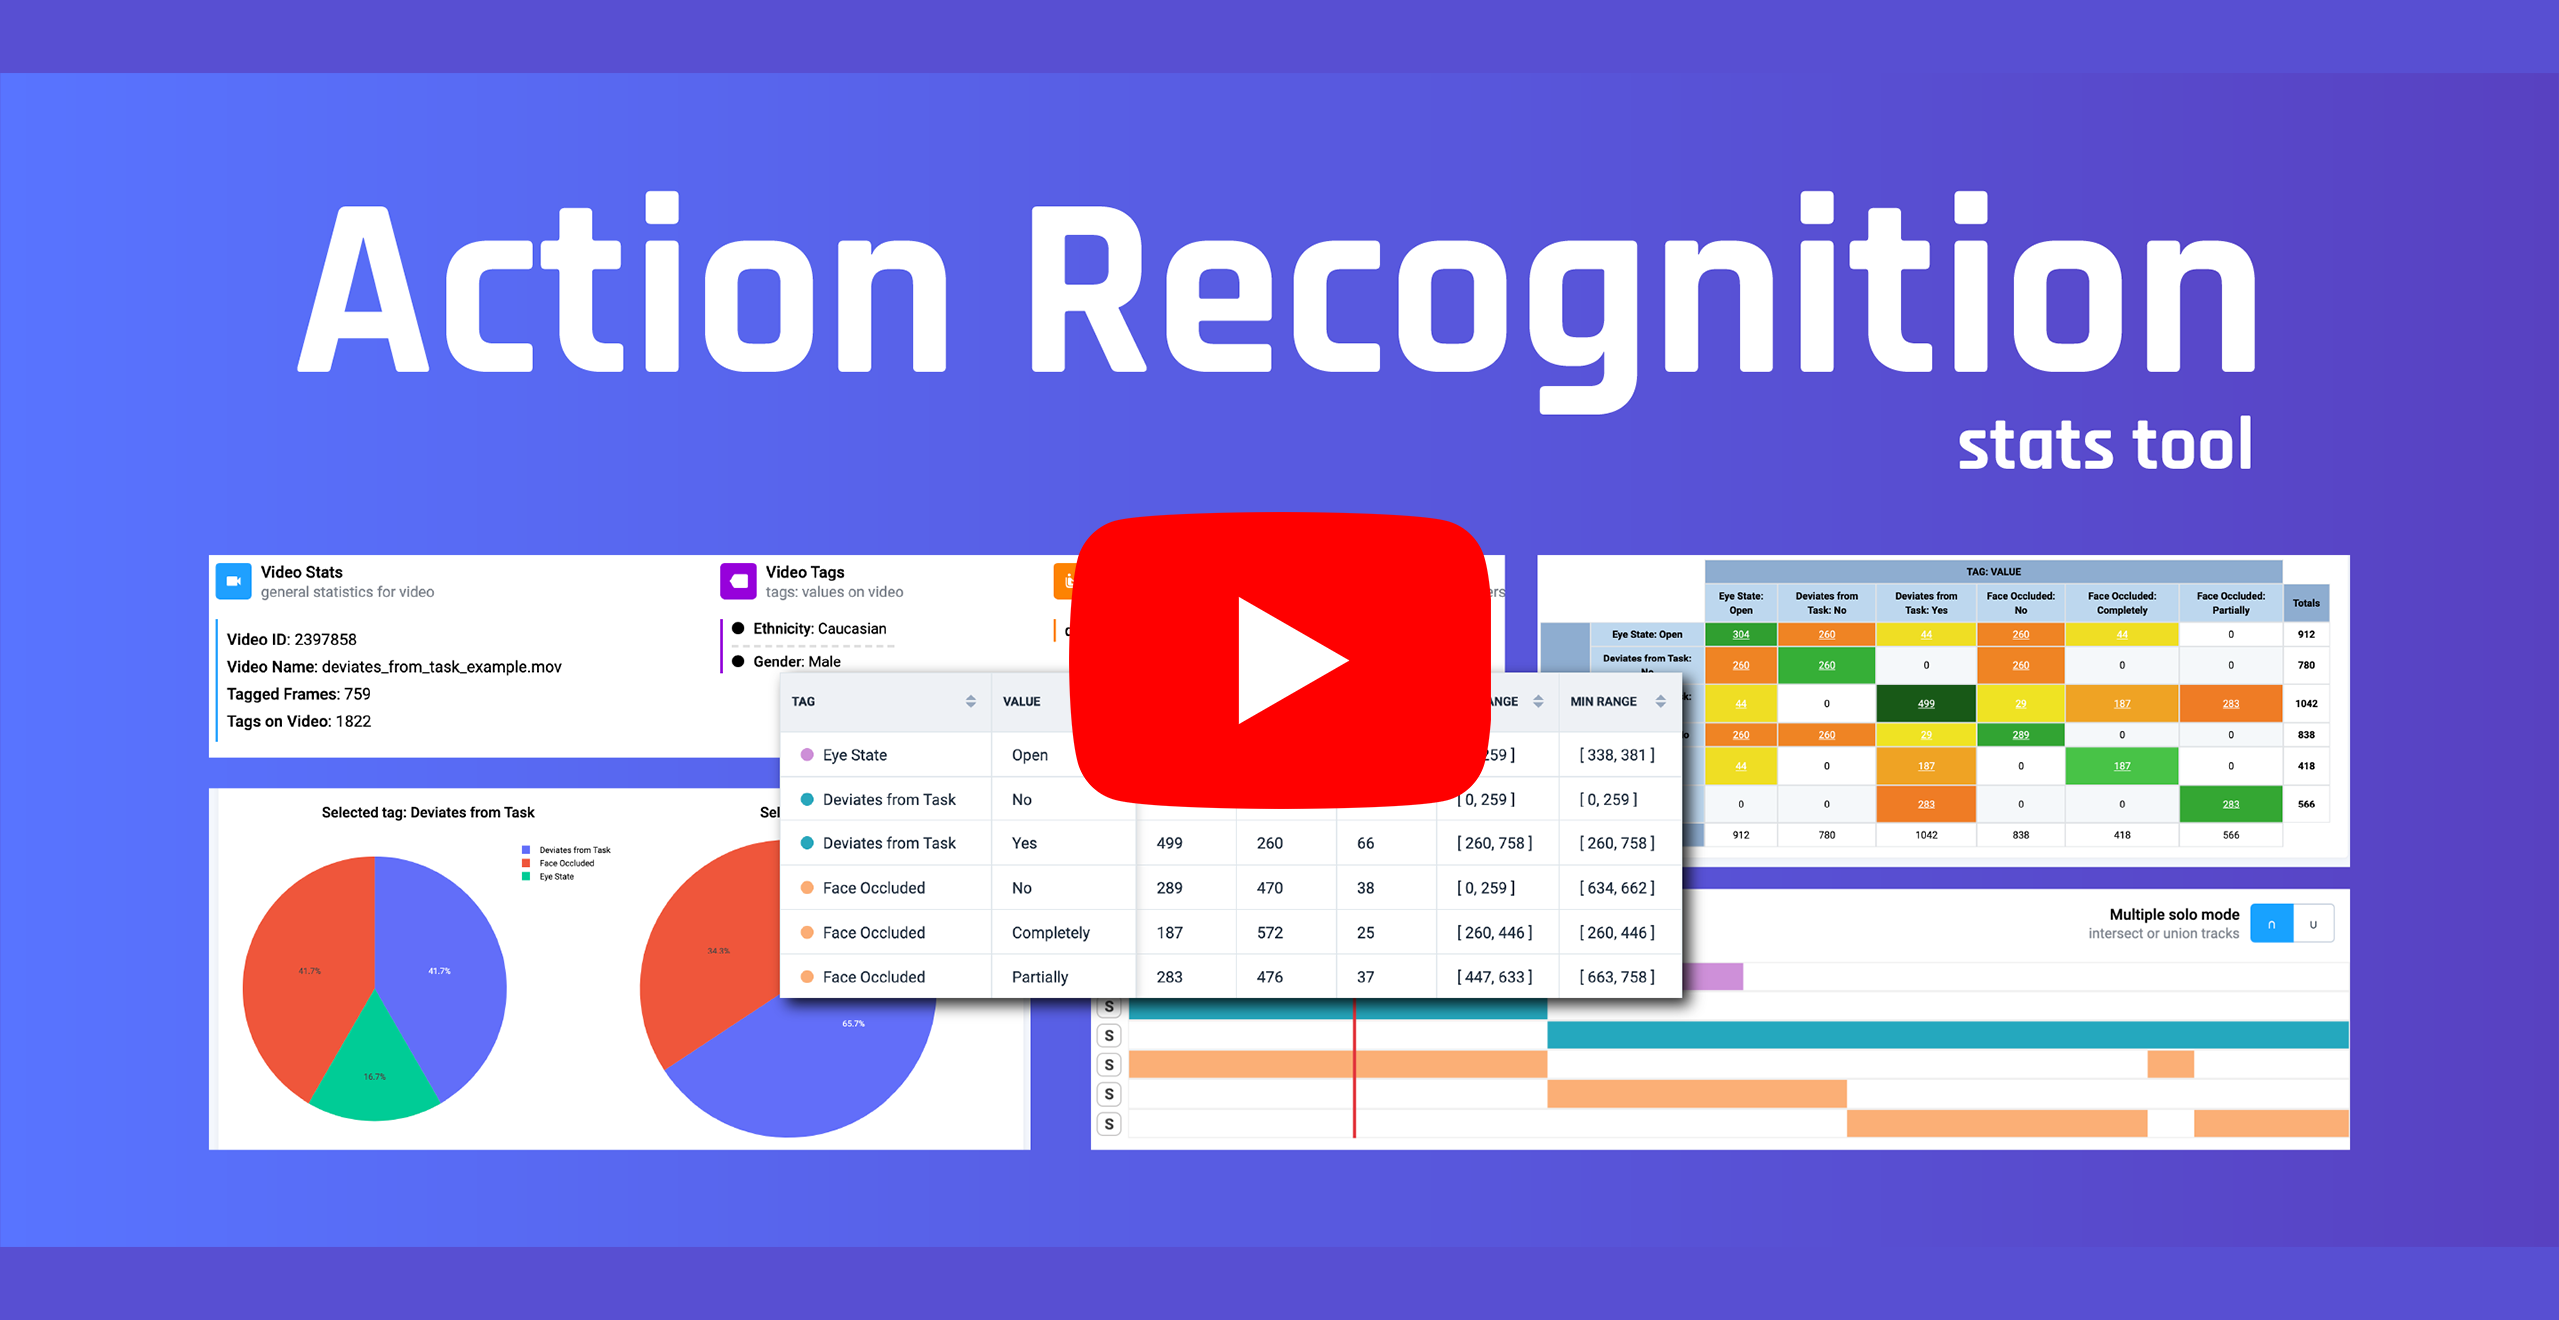 Action Recognition
stats tool
Video Stats
general statistics for video
Video ID: 2397858
Video Name: deviates_from_task_example.mov
Tagged Frames: 759
Tags on Video: 1822
Video Tags
tags: values on video
Ethnicity: Caucasian
Gender: Male
TAG: VALUE
Eye State: Open Deviates from Task: No Deviates from Task: Yes Face Occluded: No Face Occluded: Completely Face Occluded: Partially Totals
Eye State: Open 304 260 44 260 44 0 912
Deviates from Task: No 260 260 0 260 0 0 780
44 0 499 29 187 283 1042
260 260 29 289 0 0 838
44 0 187 0 187 0 418
0 0 283 0 0 283 566
912 780 1042 838 418 566
TAG VALUE MIN RANGE
Eye State Open [ 338, 381 ]
Deviates from Task No [ 0, 259 ] [ 0, 259 ]
Deviates from Task Yes 499 260 66 [ 260, 758 ] [ 260, 758 ]
Face Occluded No 289 470 38 [ 0, 259 ] [ 634, 662 ]
Face Occluded Completely 187 572 25 [ 260, 446 ] [ 260, 446 ]
Face Occluded Partially 283 476 37 [ 447, 633 ] [ 663, 758 ]
Selected tag: Deviates from Task
Deviates from Task
Face Occluded
Eye State
41.7% 41.7%
16.7%
34.3%
65.7%
Multiple solo mode
intersect or union tracks
∩ ∪
S
S
S
S
S